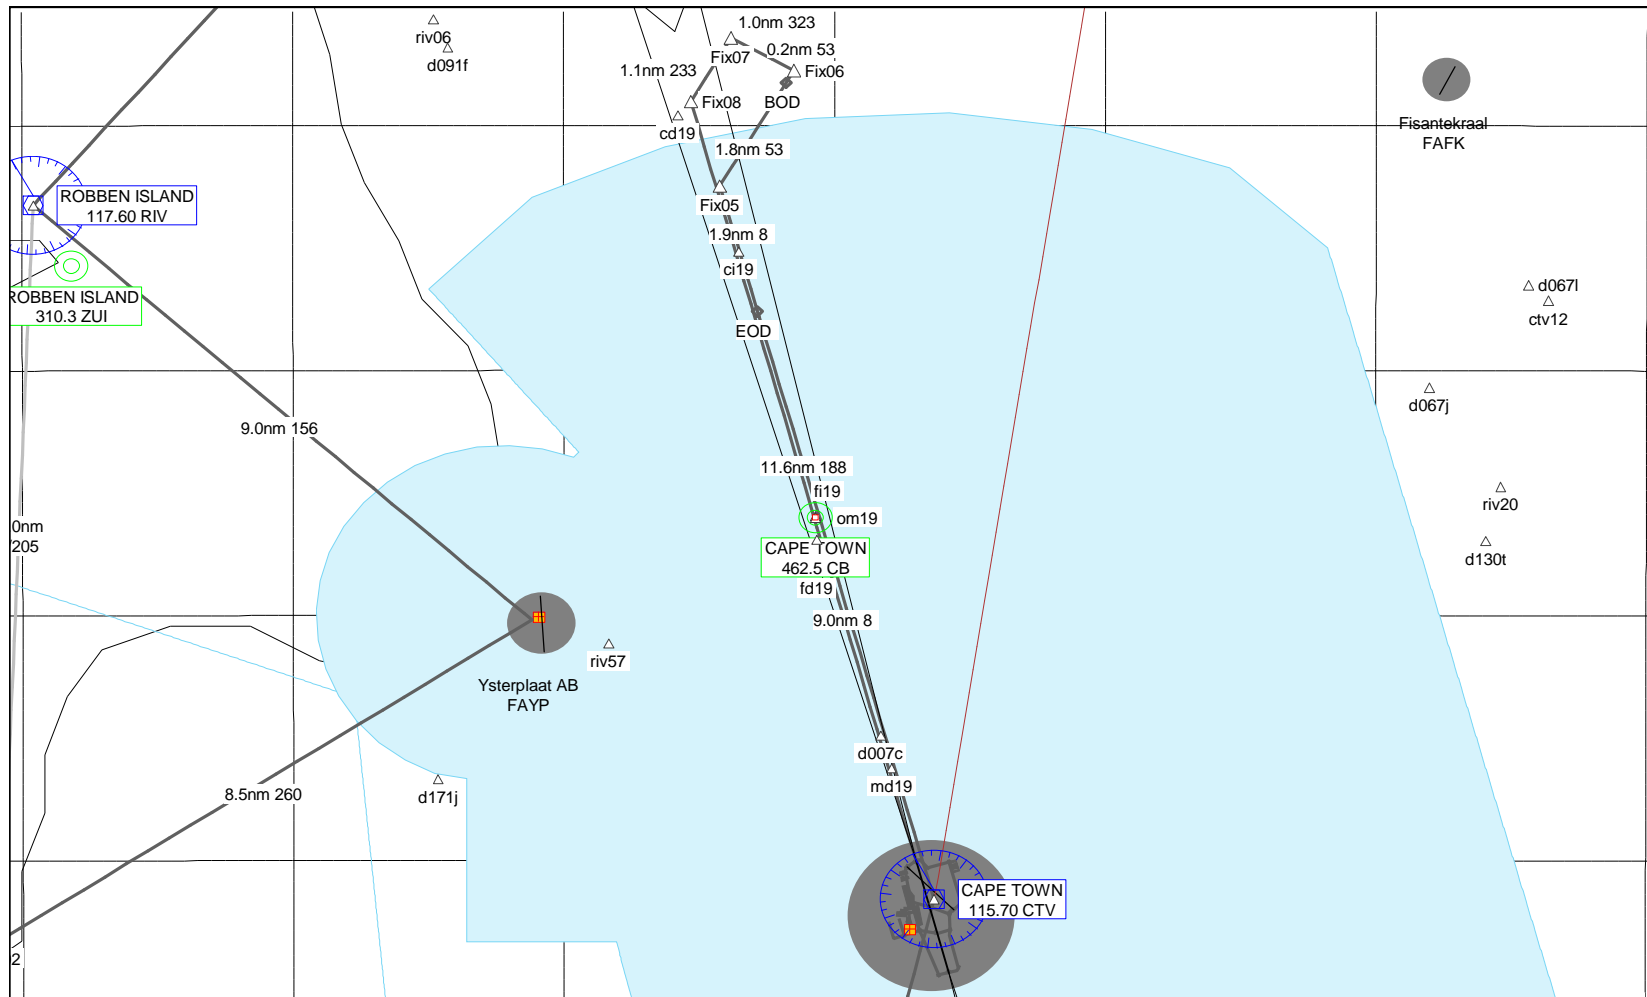 1.0nm 323
riv06
0.2nm 53
d091f
Fix07
1.1nm 233
Fix06
Fix08
BOD
cd19
Fisantekraal
FAFK
1.8nm 53
ROBBEN ISLAND
117.60 RIV
Fix05
1.9nm 8
ci19
ROBBEN ISLAND
310.3 ZUI
d067l
ctv12
EOD
d067j
9.0nm 156
11.6nm 188
fi19
om19
riv20
0nm
/205
CAPE TOWN
462.5 CB
d130t
fd19
9.0nm 8
riv57
Ysterplaat AB
FAYP
d007c
md19
8.5nm 260
d171j
CAPE TOWN
115.70 CTV
2